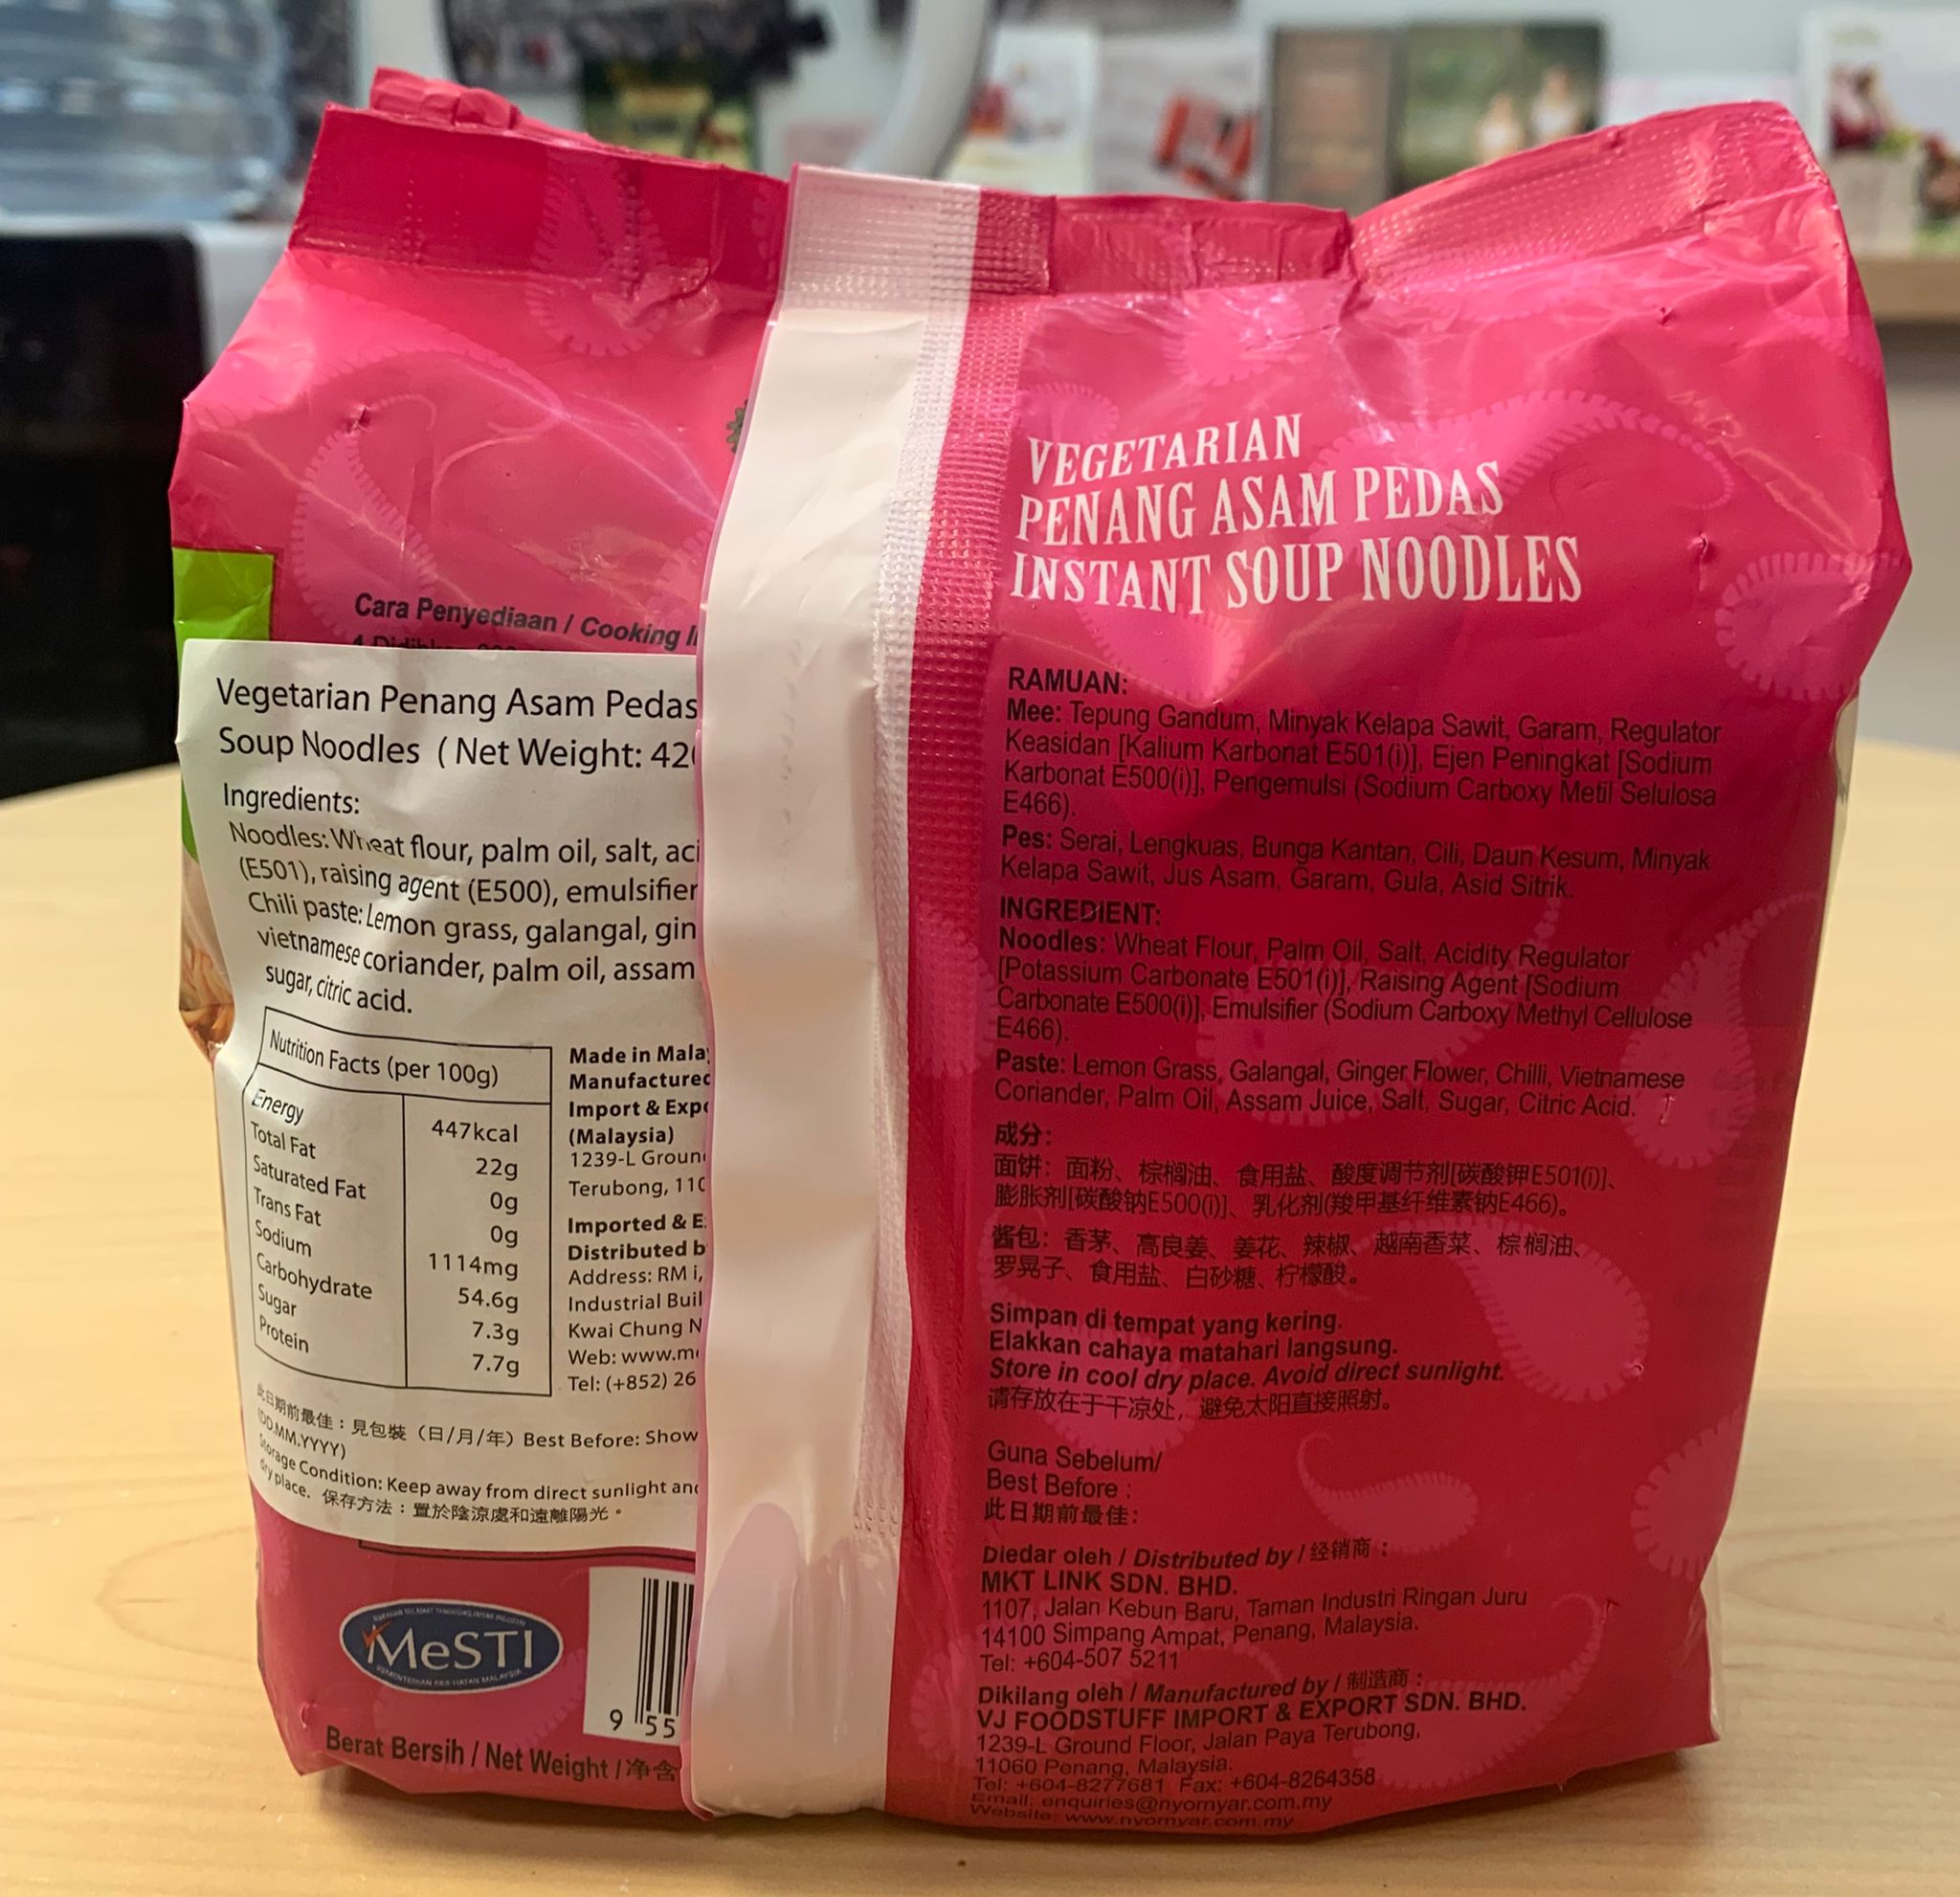 Cara Penyediaan / Cooking
Vegetarian Penang Asam Pedas
Soup Noodles ( Net Weight: 42
Ingredients:
Noodles: Wheat flour, palm oil, salt, aci
(E501), raising agent (E500), emulsifier
Chili paste: Lemon grass, galangal, gin
vietnamese coriander, palm oil, assam
sugar, citric acid.
Nutrition Facts (per 100g)
Energy 447kcal
Total Fat 22g
Saturated Fat 0g
Trans Fat 0g
Sodium 1114mg
Carbohydrate 54.6g
Sugar 7.3g
Protein 7.7g
Made in Mala
Manufactured
Import & Exp
(Malaysia)
1239-L Groun
Terubong, 110
Imported & E
Distributed b
Address: RM i,
Industrial Buil
Kwai Chung N
Web: www.m
Tel: (+852) 26
此日期前最佳：見包裝（日/月/年）Best Before: Show
(DD.MM.YYYY)
Storage Condition: Keep away from direct sunlight and
dry place. 保存方法：置於陰涼處和遠離陽光。
MeSTI
9 55
Berat Bersih / Net Weight / 净含
VEGETARIAN
PENANG ASAM PEDAS
INSTANT SOUP NOODLES
RAMUAN:
Mee: Tepung Gandum, Minyak Kelapa Sawit, Garam, Regulator
Keasidan [Kalium Karbonat E501(i)], Ejen Peningkat [Sodium
Karbonat E500(i)], Pengemulsi (Sodium Carboxy Metil Selulosa
E466).
Pes: Serai, Lengkuas, Bunga Kantan, Cili, Daun Kesum, Minyak
Kelapa Sawit, Jus Asam, Garam, Gula, Asid Sitrik.
INGREDIENT:
Noodles: Wheat Flour, Palm Oil, Salt, Acidity Regulator
[Potassium Carbonate E501(i)], Raising Agent [Sodium
Carbonate E500(i)], Emulsifier (Sodium Carboxy Methyl Cellulose
E466).
Paste: Lemon Grass, Galangal, Ginger Flower, Chilli, Vietnamese
Coriander, Palm Oil, Assam Juice, Salt, Sugar, Citric Acid.
成分：
面饼：面粉、棕榈油、食用盐、酸度调节剂[碳酸钾E501(i)]、
膨胀剂[碳酸钠E500(i)]、乳化剂(羧甲基纤维素钠E466)。
酱包：香茅、高良姜、姜花、辣椒、越南香菜、棕榈油、
罗晃子、食用盐、白砂糖、柠檬酸。
Simpan di tempat yang kering.
Elakkan cahaya matahari langsung.
Store in cool dry place. Avoid direct sunlight.
请存放在于干凉处，避免太阳直接照射。
Guna Sebelum/
Best Before :
此日期前最佳：
Diedar oleh / Distributed by / 经销商：
MKT LINK SDN. BHD.
1107, Jalan Kebun Baru, Taman Industri Ringan Juru
14100 Simpang Ampat, Penang, Malaysia.
Tel: +604-507 5211
Dikilang oleh / Manufactured by / 制造商：
VJ FOODSTUFF IMPORT & EXPORT SDN. BHD.
1239-L Ground Floor, Jalan Paya Terubong,
11060 Penang, Malaysia.
Tel: +604-8277681 Fax: +604-8264358
Email: enquiries@nyornyar.com.my
Website: www.nyornyar.com.my